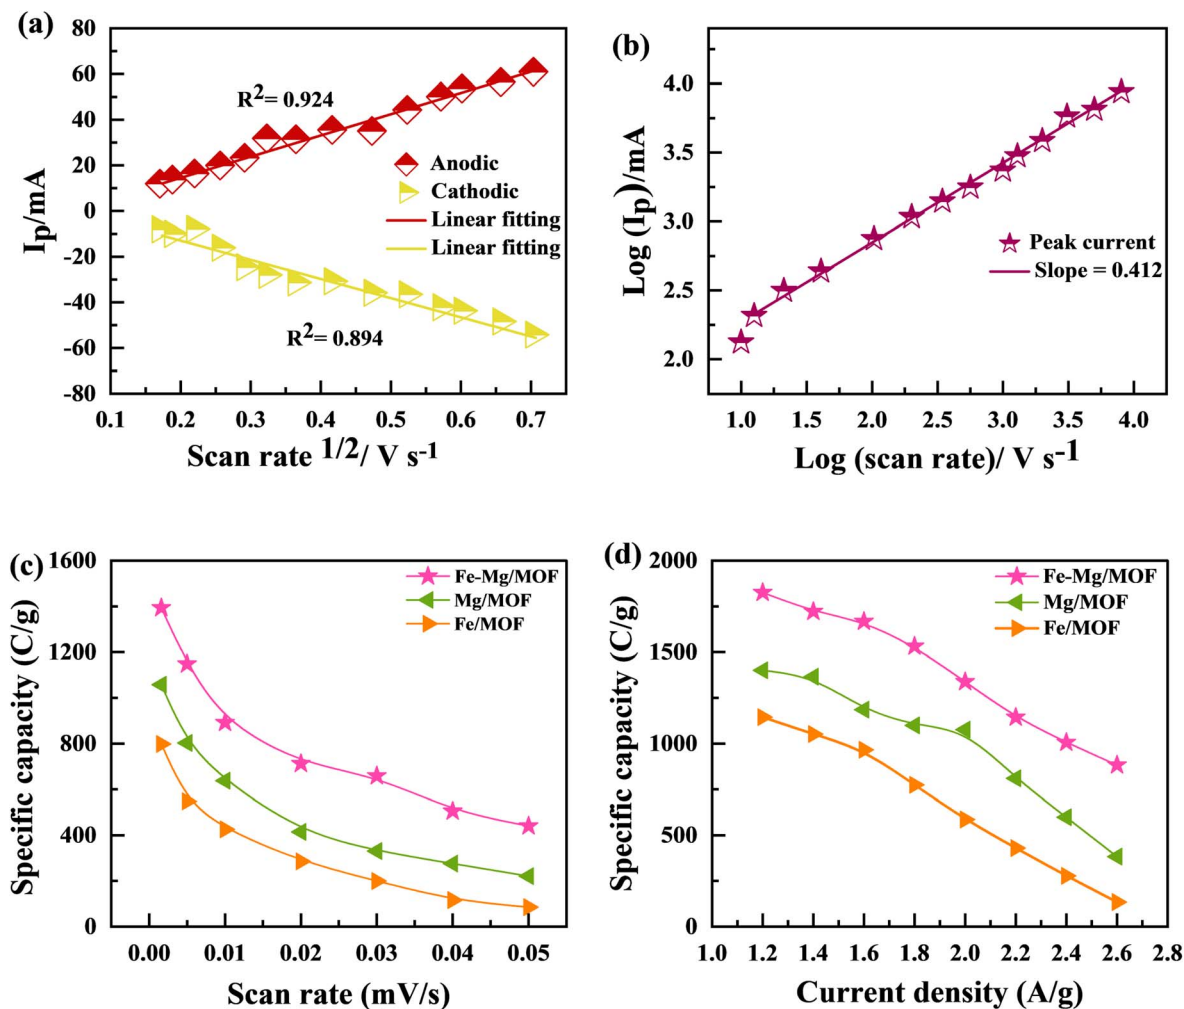 (a)
80
60
40
20
0
-20
-40
-60
-80
I_p/mA
R²= 0.924
Anodic
Cathodic
Linear fitting
Linear fitting
R²= 0.894
0.1 0.2 0.3 0.4 0.5 0.6 0.7
Scan rate ^1/2/ V s⁻¹
(b)
4.0
3.5
3.0
2.5
2.0
Log (I_p)/mA
Peak current
Slope = 0.412
1.0 1.5 2.0 2.5 3.0 3.5 4.0
Log (scan rate)/ V s⁻¹
(c)
1600
1200
800
400
0
Specific capacity (C/g)
Fe-Mg/MOF
Mg/MOF
Fe/MOF
0.00 0.01 0.02 0.03 0.04 0.05
Scan rate (mV/s)
(d)
2000
1500
1000
500
0
Specific capacity (C/g)
Fe-Mg/MOF
Mg/MOF
Fe/MOF
1.0 1.2 1.4 1.6 1.8 2.0 2.2 2.4 2.6 2.8
Current density (A/g)